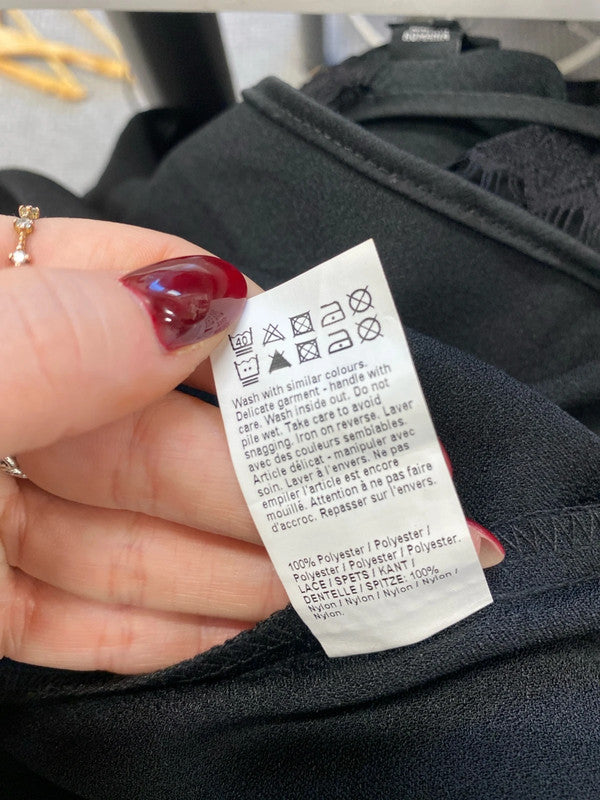 40
Wash with similar colours.
Delicate garment - handle with
care. Wash inside out. Do not
pile wet. Take care to avoid
snagging. Iron on reverse. Laver
avec des couleurs semblables.
Article délicat - manipuler avec
soin. Laver à l'envers. Ne pas
empiler l'article est encore
mouillé. Attention à ne pas faire
d'accroc. Repasser sur l'envers.
100% Polyester / Polyester /
Polyester / Polyester / Polyester.
LACE / SPETS / KANT /
DENTELLE / SPITZE: 100%
Nylon / Nylon / Nylon / Nylon /
Nylon.